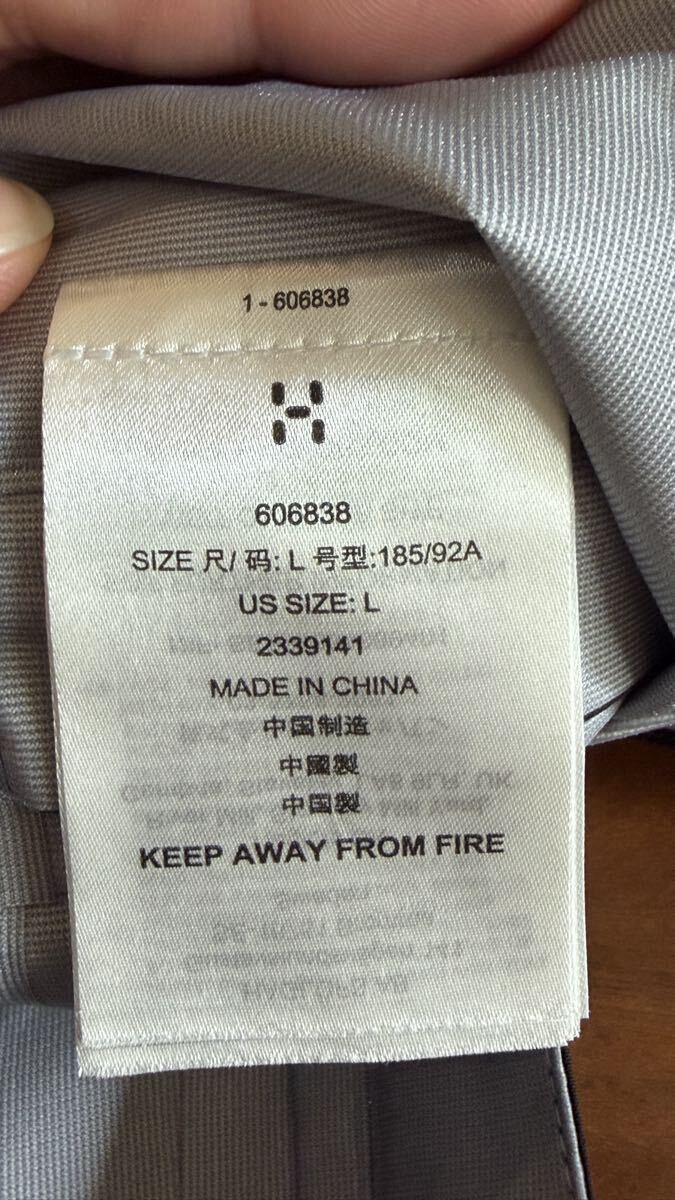 1 - 606838
606838
SIZE 尺/ 码: L 号型:185/92A
US SIZE: L
2339141
MADE IN CHINA
中国制造
中國製
中国製
KEEP AWAY FROM FIRE